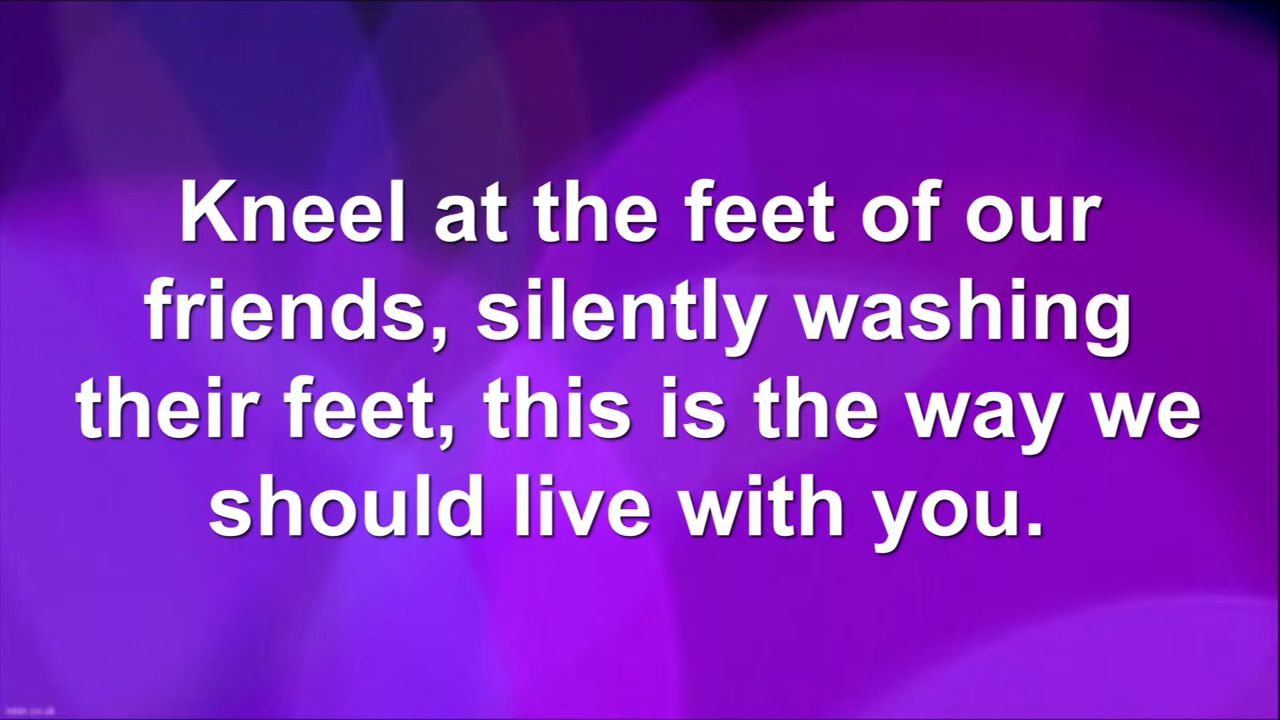 Kneel at the feet of our
friends, silently washing
their feet, this is the way we
should live with you.